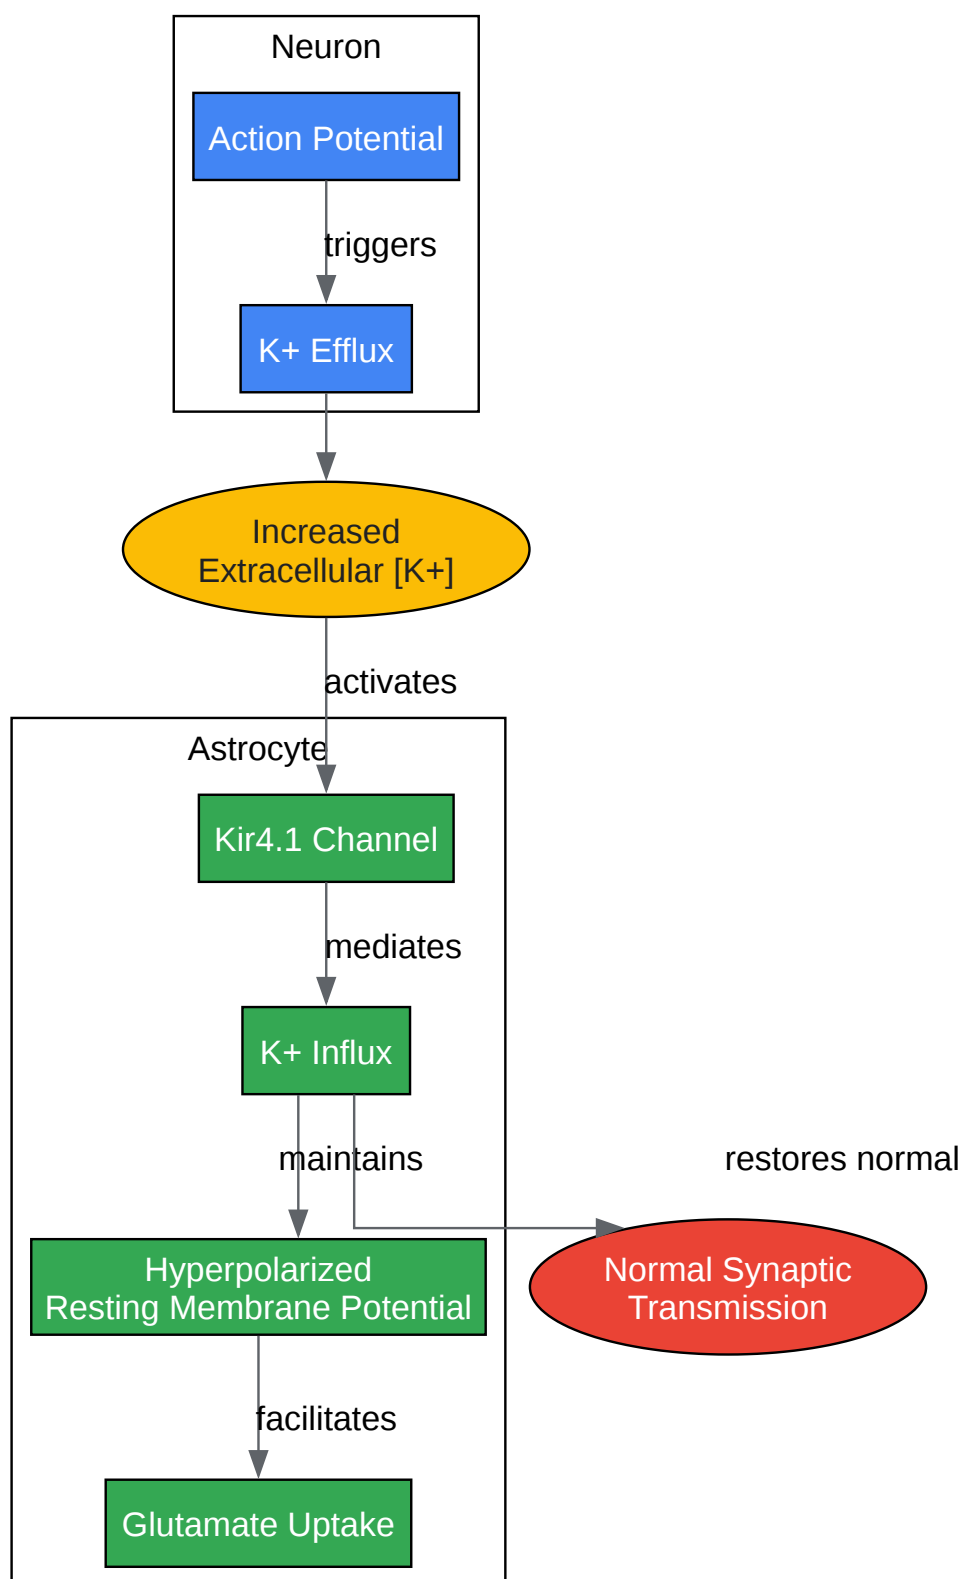 Neuron
Action Potential
triggers
K+ Efflux
Increased
Extracellular [K+]
activates
Astrocyte
Kir4.1 Channel
mediates
K+ Influx
maintains
restores normal
Hyperpolarized
Resting Membrane Potential
Normal Synaptic
Transmission
facilitates
Glutamate Uptake